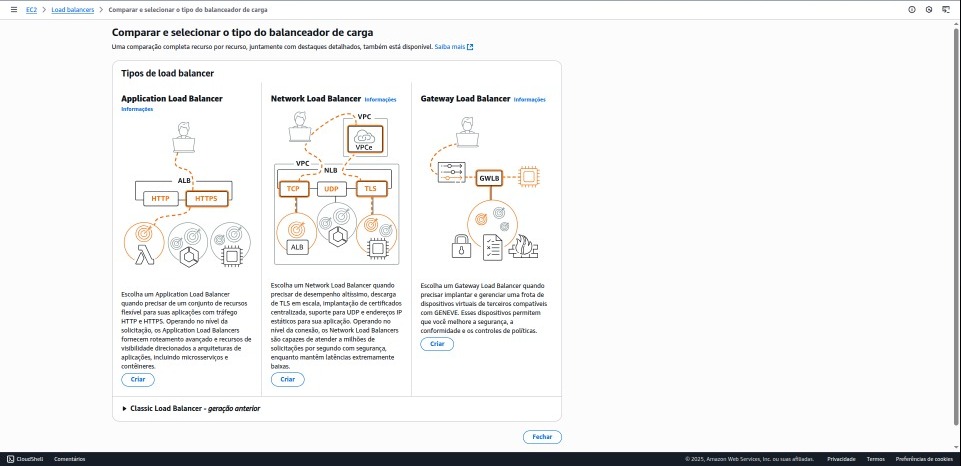 EC2 > Load balancers > Comparar e selecionar o tipo do balanceador de carga
Comparar e selecionar o tipo do balanceador de carga
Uma comparação completa recurso por recurso, juntamente com destaques detalhados, também está disponível. Saiba mais
Tipos de load balancer
Application Load Balancer
Informações
ALB
HTTP
HTTPS
Escolha um Application Load Balancer
quando precisar de um conjunto de recursos
flexível para suas aplicações com tráfego
HTTP e HTTPS. Operando no nível da
solicitação, os Application Load Balancers
fornecem roteamento avançado e recursos de
visibilidade direcionados a arquiteturas de
aplicações, incluindo microsserviços e
contêineres.
Criar
Network Load Balancer Informações
VPC
VPCe
VPC
NLB
TCP
UDP
TLS
ALB
Escolha um Network Load Balancer quando
precisar de desempenho altíssimo, descarga
de TLS em escala, implantação de certificados
centralizada, suporte para UDP e endereços IP
estáticos para sua aplicação. Operando no
nível da conexão, os Network Load Balancers
são capazes de atender a milhões de
solicitações por segundo com segurança,
enquanto mantêm latências extremamente
baixas.
Criar
Gateway Load Balancer Informações
GWLB
Escolha um Gateway Load Balancer quando
precisar implantar e gerenciar uma frota de
dispositivos virtuais de terceiros compatíveis
com GENEVE. Esses dispositivos permitem
que você melhore a segurança, a
conformidade e os controles de políticas.
Criar
Classic Load Balancer - geração anterior
Fechar
CloudShell Comentários © 2025, Amazon Web Services, Inc. ou suas afiliadas. Privacidade Termos Preferências de cookies